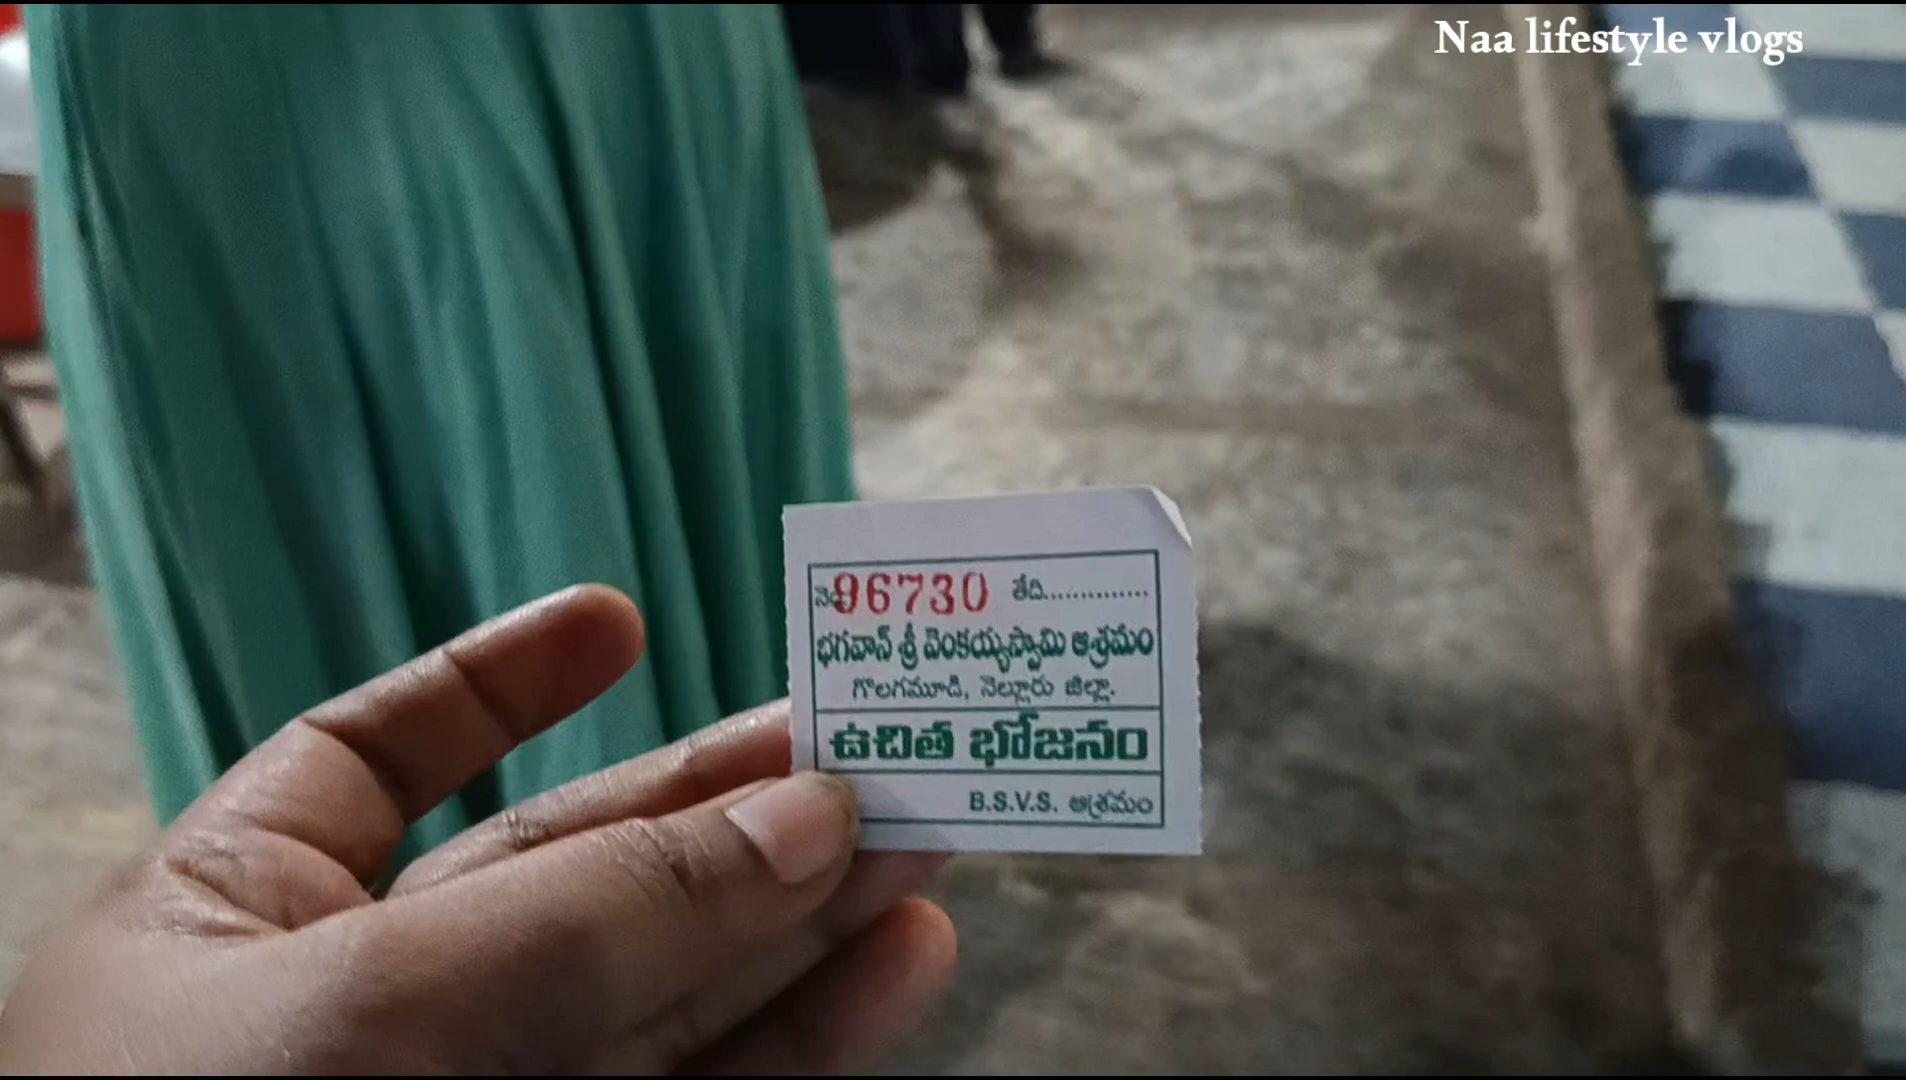 Naa lifestyle vlogs
నెం 96730 తేది..............
భగవాన్ శ్రీ వెంకయ్యస్వామి ఆశ్రమం
గొలగమూడి, నెల్లూరు జిల్లా.
ఉచిత భోజనం
B.S.V.S. ఆశ్రమం